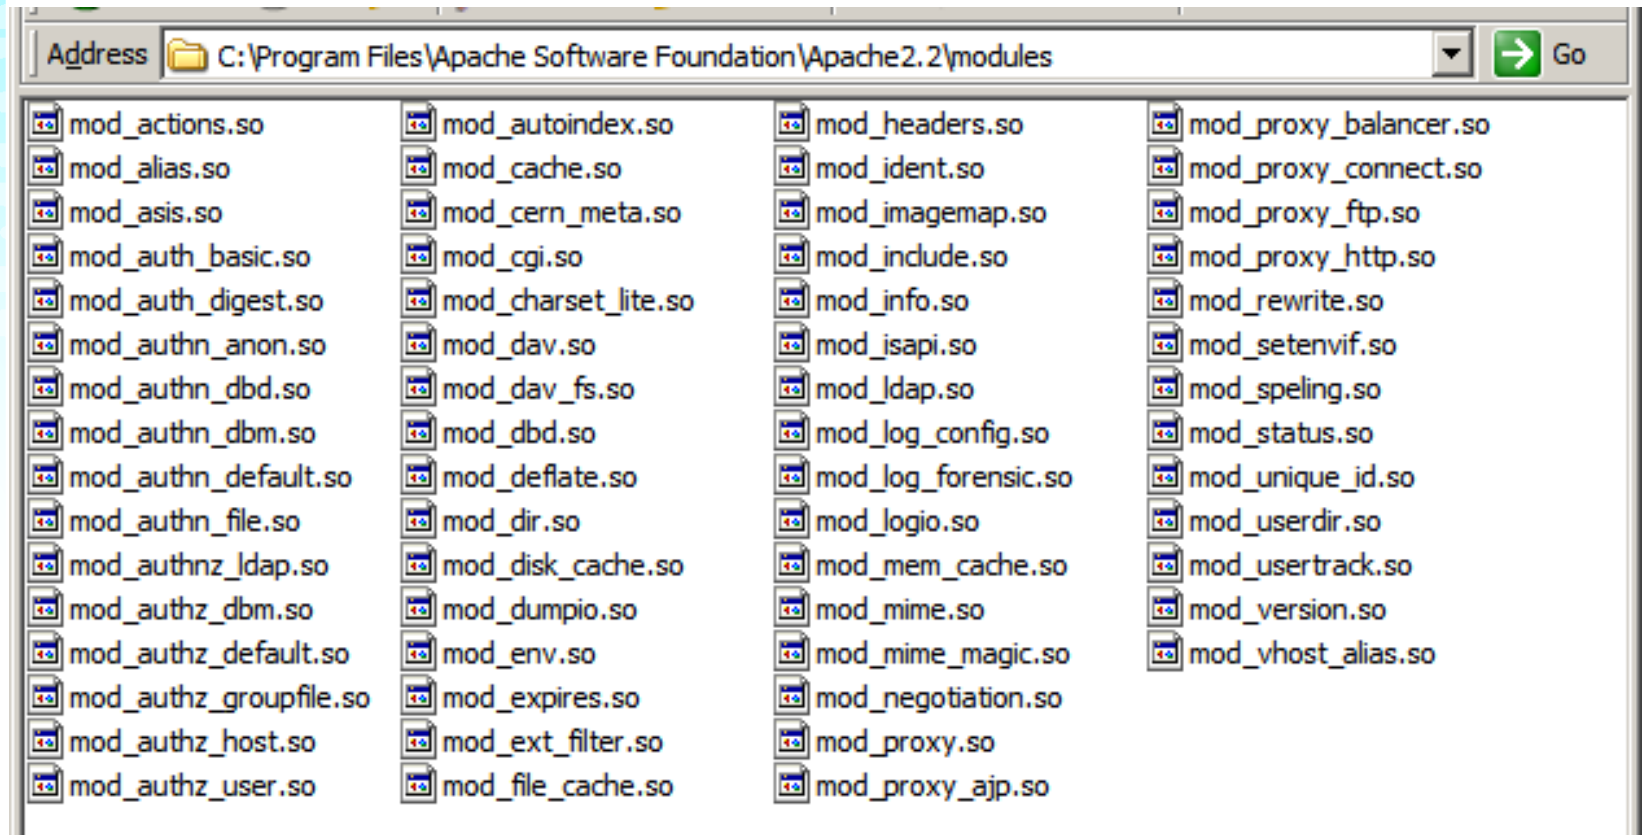 Address C:\Program Files\Apache Software Foundation\Apache2.2\modules Go
mod_actions.so
mod_alias.so
mod_asis.so
mod_auth_basic.so
mod_auth_digest.so
mod_authn_anon.so
mod_authn_dbd.so
mod_authn_dbm.so
mod_authn_default.so
mod_authn_file.so
mod_authnz_ldap.so
mod_authz_dbm.so
mod_authz_default.so
mod_authz_groupfile.so
mod_authz_host.so
mod_authz_user.so
mod_autoindex.so
mod_cache.so
mod_cern_meta.so
mod_cgi.so
mod_charset_lite.so
mod_dav.so
mod_dav_fs.so
mod_dbd.so
mod_deflate.so
mod_dir.so
mod_disk_cache.so
mod_dumpio.so
mod_env.so
mod_expires.so
mod_ext_filter.so
mod_file_cache.so
mod_headers.so
mod_ident.so
mod_imagemap.so
mod_include.so
mod_info.so
mod_isapi.so
mod_ldap.so
mod_log_config.so
mod_log_forensic.so
mod_logio.so
mod_mem_cache.so
mod_mime.so
mod_mime_magic.so
mod_negotiation.so
mod_proxy.so
mod_proxy_ajp.so
mod_proxy_balancer.so
mod_proxy_connect.so
mod_proxy_ftp.so
mod_proxy_http.so
mod_rewrite.so
mod_setenvif.so
mod_speling.so
mod_status.so
mod_unique_id.so
mod_userdir.so
mod_usertrack.so
mod_version.so
mod_vhost_alias.so